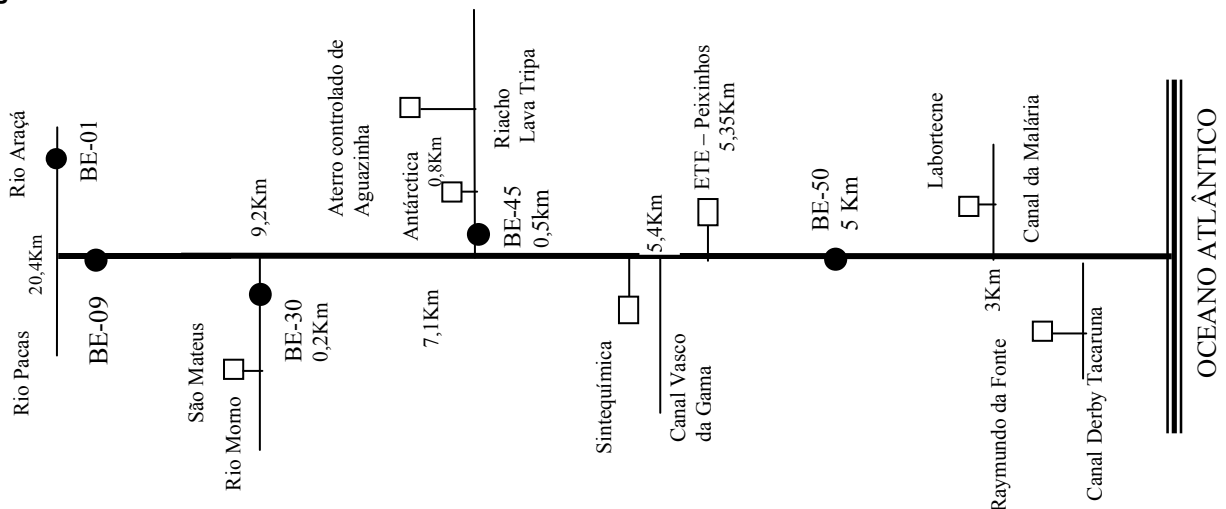 Rio Araçá
BE-01
20,4Km
Rio Pacas
BE-09
9,2Km
São Mateus
Rio Morno
BE-30
0,2Km
Aterro controlado de
Aguazinha
Antárctica
0,8Km
Riacho
Lava Tripa
BE-45
0,5km
7,1Km
Sintequímica
5,4Km
Canal Vasco
da Gama
ETE – Peixinhos
5,35Km
BE-50
5 Km
Labortecne
Canal da Malária
3Km
Raymundo da Fonte
Canal Derby Tacaruna
OCEANO ATLÂNTICO